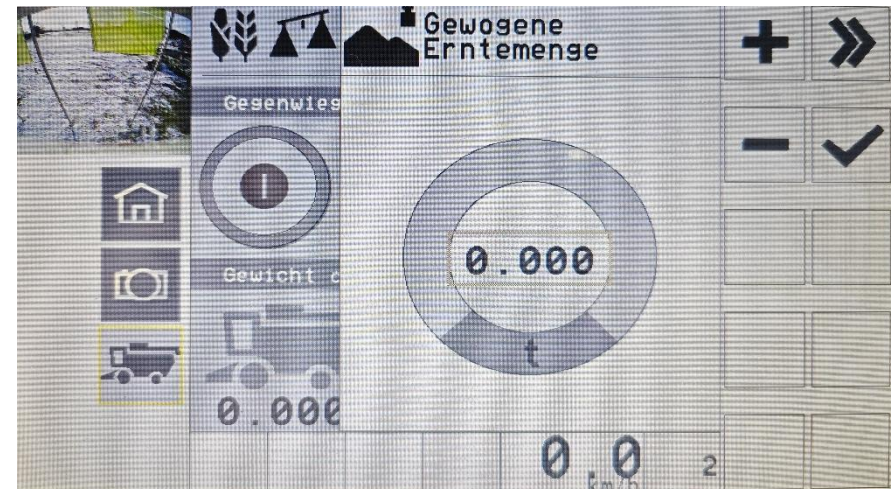 Gewogene
Erntemenge
Gegenwieg
I
0.000
t
Gewicht d
0.000
0.0
km/h
2